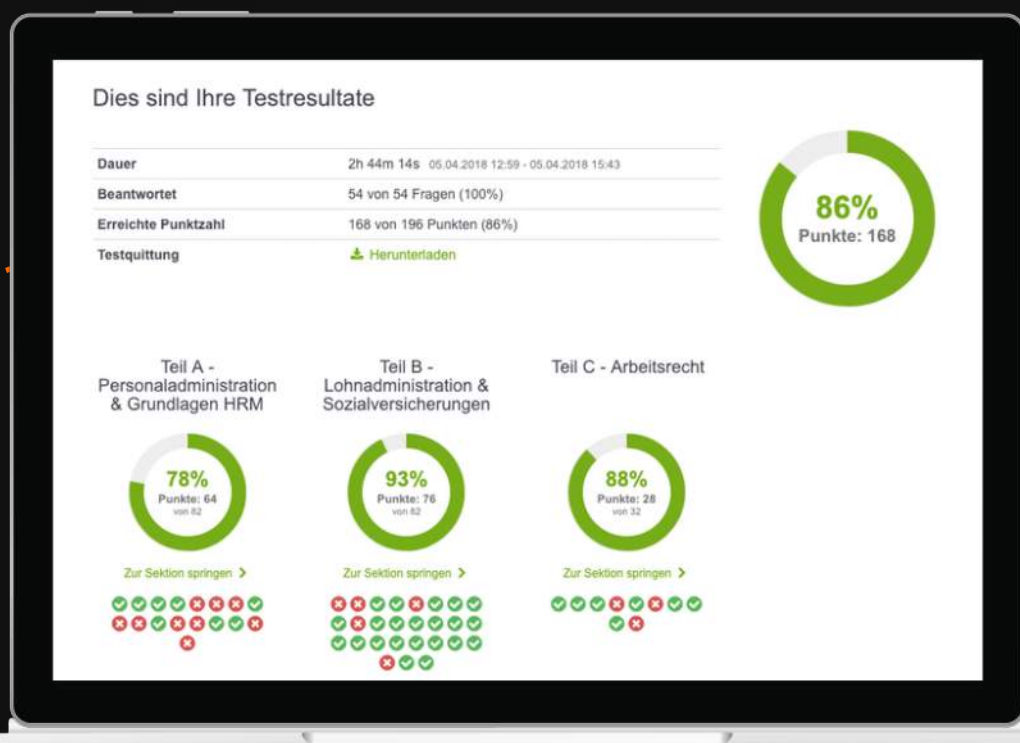 Dies sind Ihre Testresultate
Dauer 2h 44m 14s 05.04.2018 12:59 - 05.04.2018 15:43
Beantwortet 54 von 54 Fragen (100%)
Erreichte Punktzahl 168 von 196 Punkten (86%)
Testquittung Herunterladen
86%
Punkte: 168
Teil A -
Personaladministration
& Grundlagen HRM
78%
Punkte: 64
von 82
Zur Sektion springen
Teil B -
Lohnadministration &
Sozialversicherungen
93%
Punkte: 76
von 82
Zur Sektion springen
Teil C - Arbeitsrecht
88%
Punkte: 28
von 32
Zur Sektion springen